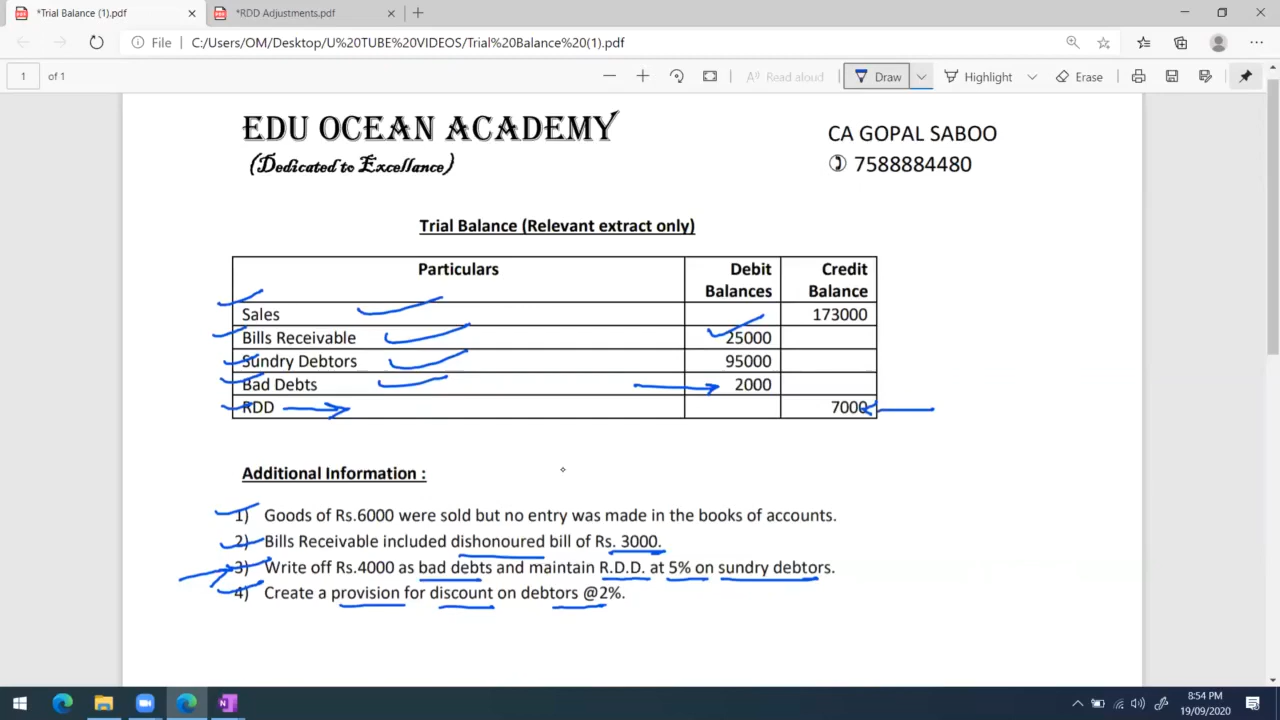 *Trial Balance (1).pdf
*RDD Adjustments.pdf
File C:/Users/OM/Desktop/U%20TUBE%20VIDEOS/Trial%20Balance%20(1).pdf
1 of 1
Read aloud Draw Highlight Erase
EDU OCEAN ACADEMY
(Dedicated to Excellance)
CA GOPAL SABOO
7588884480
Trial Balance (Relevant extract only)
Particulars Debit Balances Credit Balance
Sales 173000
Bills Receivable 25000
Sundry Debtors 95000
Bad Debts 2000
RDD 7000
Additional Information :
1) Goods of Rs.6000 were sold but no entry was made in the books of accounts.
2) Bills Receivable included dishonoured bill of Rs. 3000.
3) Write off Rs.4000 as bad debts and maintain R.D.D. at 5% on sundry debtors.
4) Create a provision for discount on debtors @2%.
8:54 PM
19/09/2020